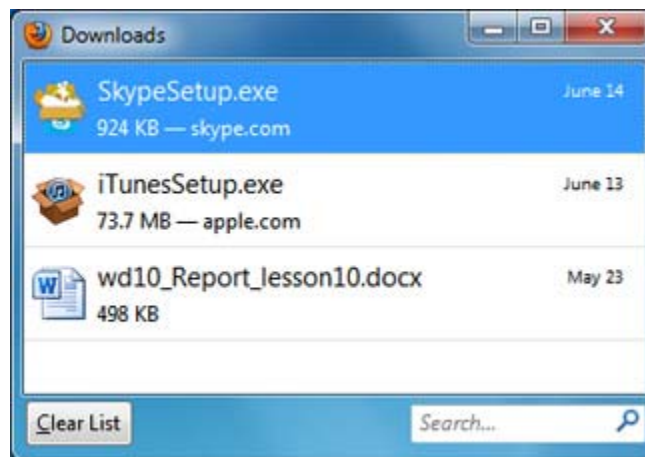 Downloads
SkypeSetup.exe June 14
924 KB — skype.com
iTunesSetup.exe June 13
73.7 MB — apple.com
wd10_Report_lesson10.docx May 23
498 KB
Clear List Search...